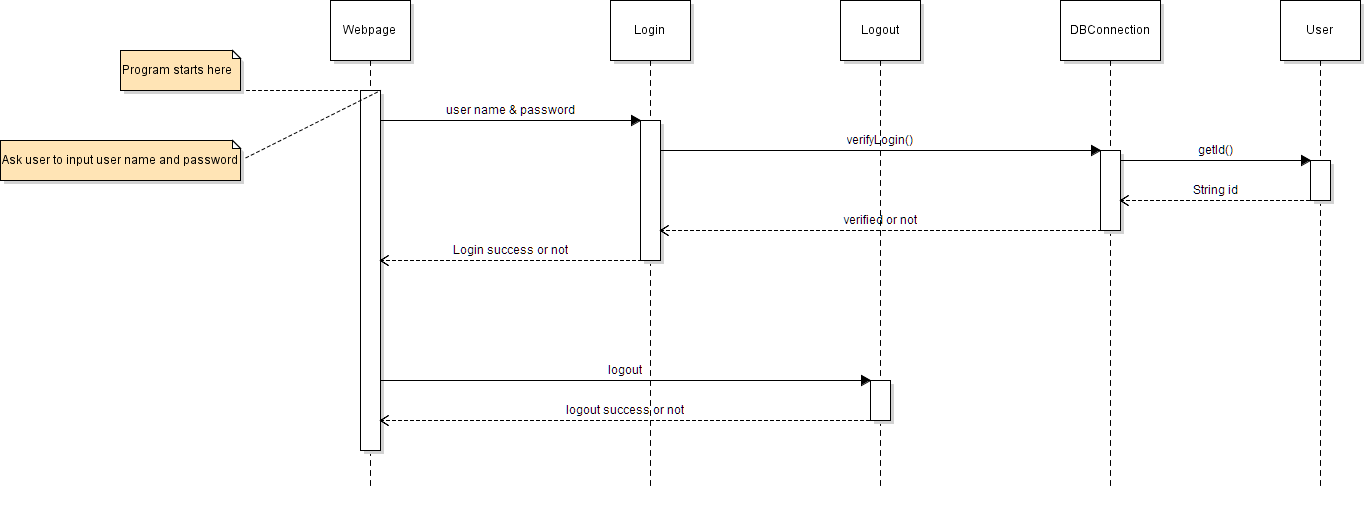 Webpage
Login
Logout
DBConnection
User
Program starts here
user name & password
verifyLogin()
getId()
Ask user to input user name and password
String id
verified or not
Login success or not
logout
logout success or not